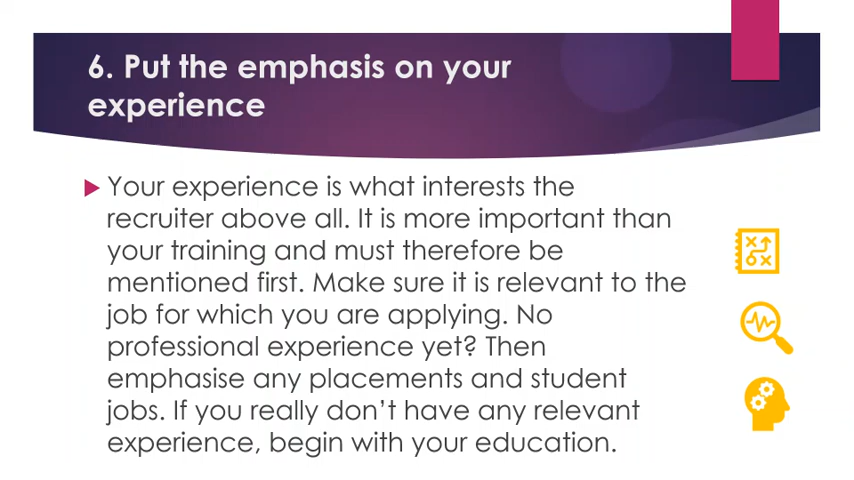 6. Put the emphasis on your
experience
Your experience is what interests the
recruiter above all. It is more important than
your training and must therefore be
mentioned first. Make sure it is relevant to the
job for which you are applying. No
professional experience yet? Then
emphasise any placements and student
jobs. If you really don’t have any relevant
experience, begin with your education.